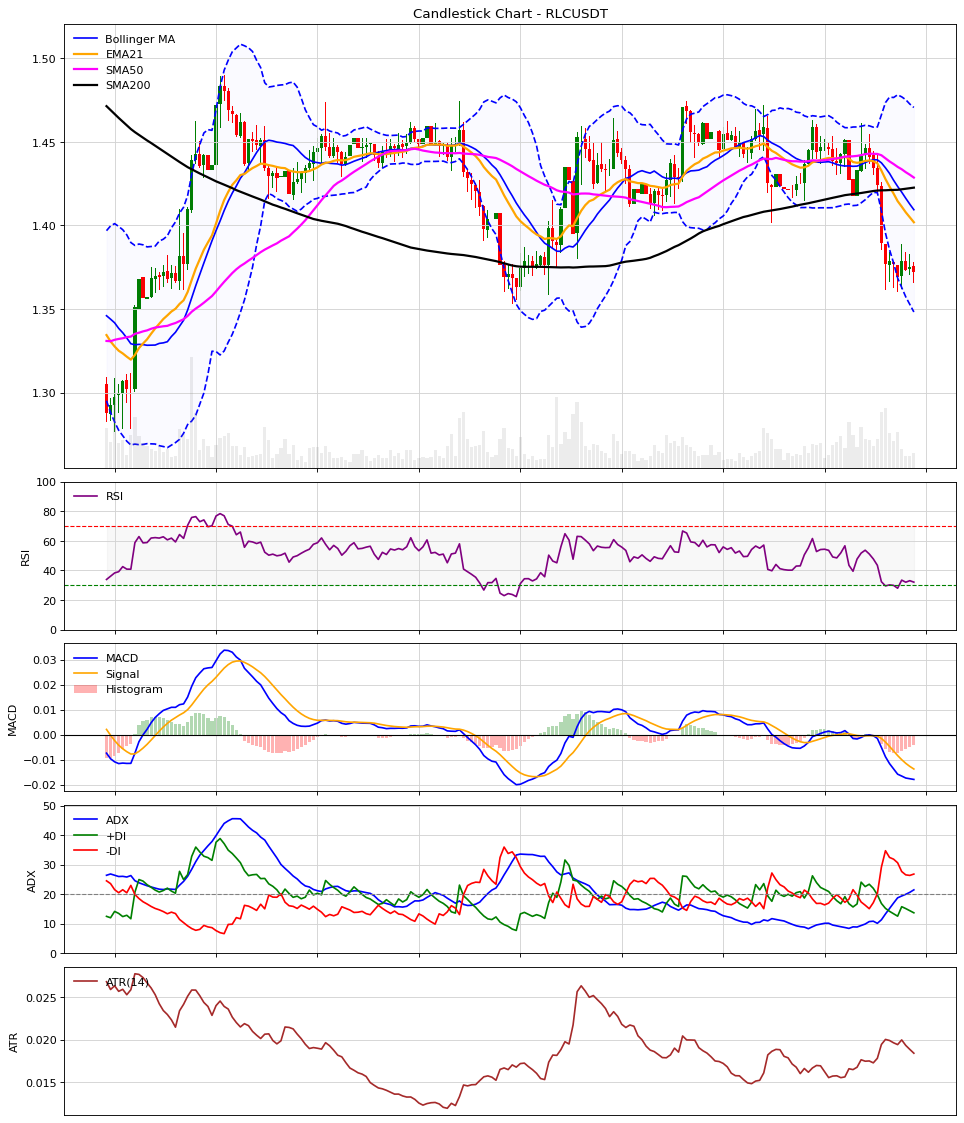 Candlestick Chart - RLCUSDT
Bollinger MA
EMA21
SMA50
SMA200
1.50
1.45
1.40
1.35
1.30
RSI
100
80
60
40
20
0
RSI
MACD
Signal
Histogram
0.03
0.02
0.01
0.00
−0.01
−0.02
MACD
ADX
+DI
-DI
50
40
30
20
10
0
ADX
ATR(14)
0.025
0.020
0.015
ATR